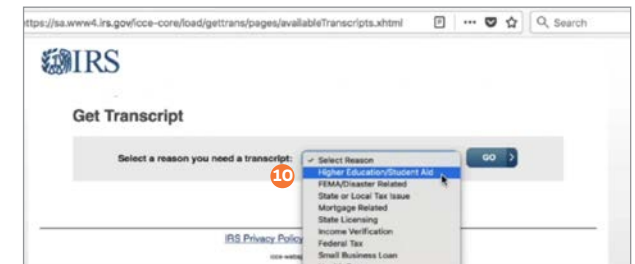 https://sa.www4.irs.gov/icce-core/load/gettrans/pages/availableTranscripts.xhtml
Search
IRS
Get Transcript
Select a reason you need a transcript:
✓ Select Reason
GO
10
Higher Education/Student Aid
FEMA/Disaster Related
State or Local Tax Issue
Mortgage Related
State Licensing
Income Verification
IRS Privacy Policy
Federal Tax
Small Business Loan